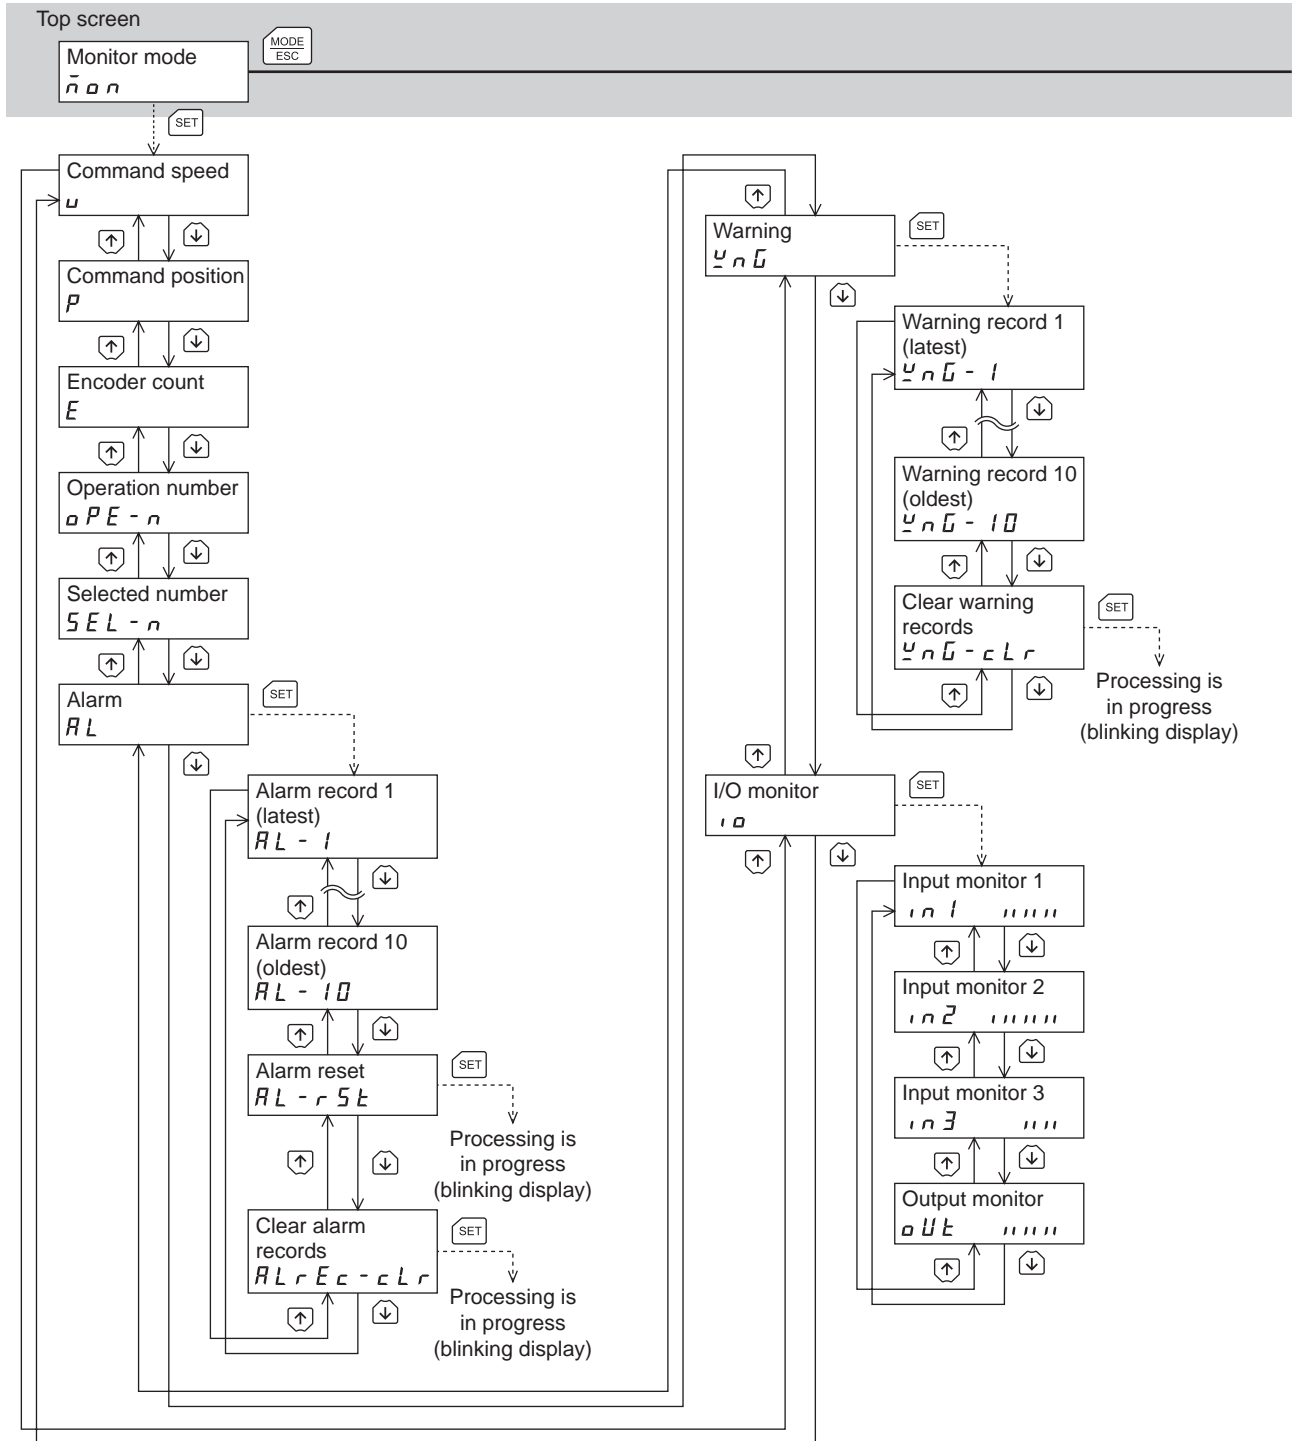 Top screen
Monitor mode
MODE
ESC
mon
SET
Command speed
u
Command position
P
Encoder count
E
Operation number
oPE-n
Selected number
SEL-n
Alarm
AL
SET
Alarm record 1
(latest)
AL-1
Alarm record 10
(oldest)
AL-10
Alarm reset
AL-rSt
SET
Processing is
in progress
(blinking display)
Clear alarm
records
ALrEc-cLr
SET
Processing is
in progress
(blinking display)
Warning
WnG
SET
Warning record 1
(latest)
WnG-1
Warning record 10
(oldest)
WnG-10
Clear warning
records
WnG-cLr
SET
Processing is
in progress
(blinking display)
I/O monitor
io
SET
Input monitor 1
in1
Input monitor 2
in2
Input monitor 3
in3
Output monitor
oUt